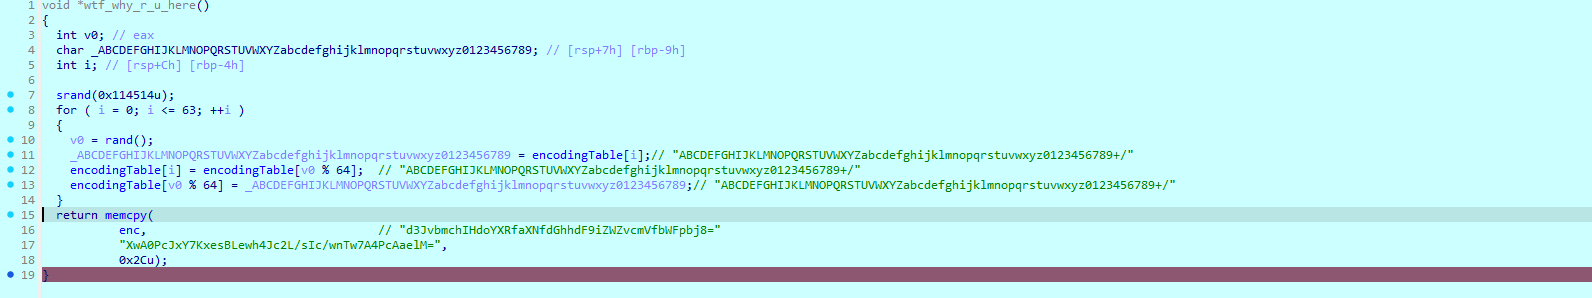 1 void *wtf_why_r_u_here()
2 {
3 int v0; // eax
4 char _ABCDEFGHIJKLMNOPQRSTUVWXYZabcdefghijklmnopqrstuvwxyz0123456789; // [rsp+7h] [rbp-9h]
5 int i; // [rsp+Ch] [rbp-4h]
6
7 srand(0x114514u);
8 for ( i = 0; i <= 63; ++i )
9 {
10 v0 = rand();
11 _ABCDEFGHIJKLMNOPQRSTUVWXYZabcdefghijklmnopqrstuvwxyz0123456789 = encodingTable[i];// "ABCDEFGHIJKLMNOPQRSTUVWXYZabcdefghijklmnopqrstuvwxyz0123456789+/"
12 encodingTable[i] = encodingTable[v0 % 64]; // "ABCDEFGHIJKLMNOPQRSTUVWXYZabcdefghijklmnopqrstuvwxyz0123456789+/"
13 encodingTable[v0 % 64] = _ABCDEFGHIJKLMNOPQRSTUVWXYZabcdefghijklmnopqrstuvwxyz0123456789;// "ABCDEFGHIJKLMNOPQRSTUVWXYZabcdefghijklmnopqrstuvwxyz0123456789+/"
14 }
15 return memcpy(
16 enc, // "d3JvbmchIHdoYXRfaXNfdGhhdF9iZWZvcmVfbWFpbj8="
17 "XwA0PcJxY7KxesBLewh4Jc2L/sIc/wnTw7A4PcAaelM=",
18 0x2Cu);
19 }